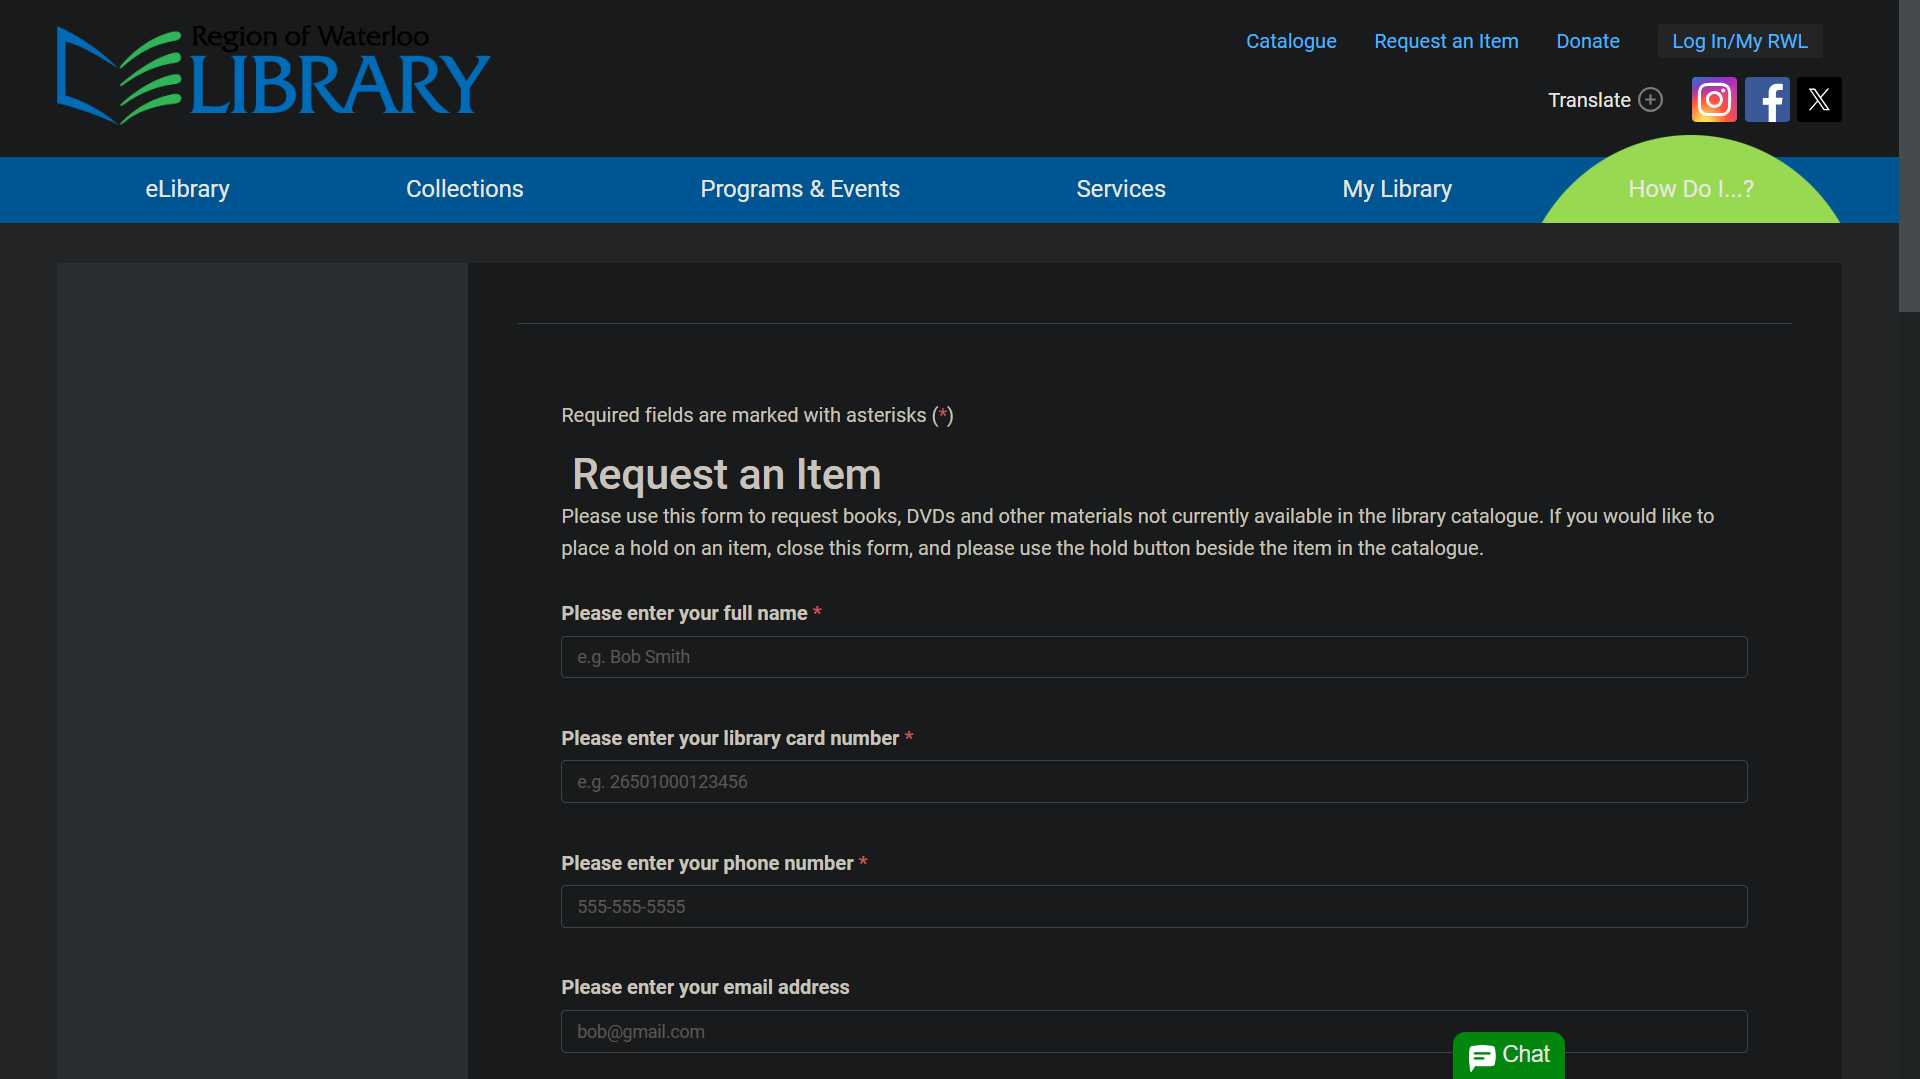 Region of Waterloo
LIBRARY
Catalogue
Request an Item
Donate
Log In/My RWL
Translate
eLibrary
Collections
Programs & Events
Services
My Library
How Do I...?
Required fields are marked with asterisks (*)
Request an Item
Please use this form to request books, DVDs and other materials not currently available in the library catalogue. If you would like to
place a hold on an item, close this form, and please use the hold button beside the item in the catalogue.
Please enter your full name *
e.g. Bob Smith
Please enter your library card number *
e.g. 26501000123456
Please enter your phone number *
555-555-5555
Please enter your email address
bob@gmail.com
Chat